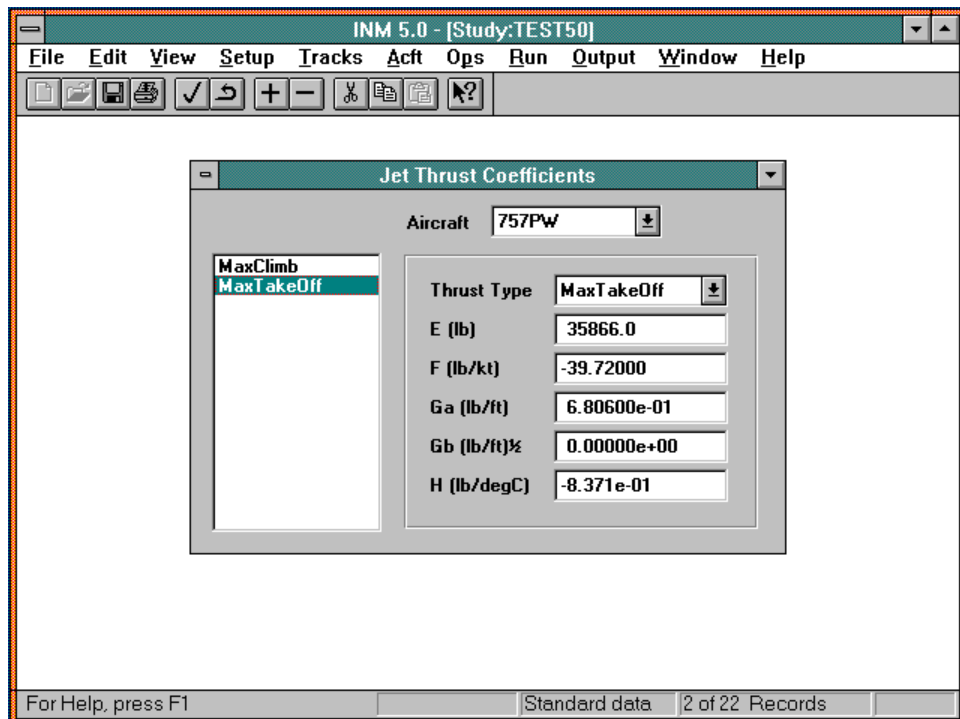 INM 5.0 - [Study:TEST50]
File Edit View Setup Tracks Acft Ops Run Output Window Help
Jet Thrust Coefficients
Aircraft 757PW
MaxClimb
MaxTakeOff
Thrust Type MaxTakeOff
E (lb) 35866.0
F (lb/kt) -39.72000
Ga (lb/ft) 6.80600e-01
Gb (lb/ft)½ 0.00000e+00
H (lb/degC) -8.371e-01
For Help, press F1 Standard data 2 of 22 Records